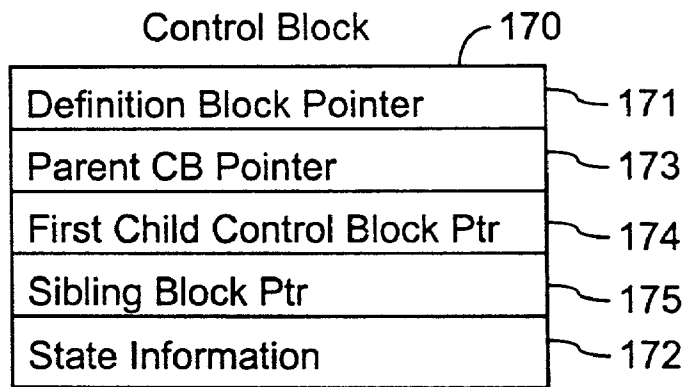 Control Block 170
Definition Block Pointer 171
Parent CB Pointer 173
First Child Control Block Ptr 174
Sibling Block Ptr 175
State Information 172